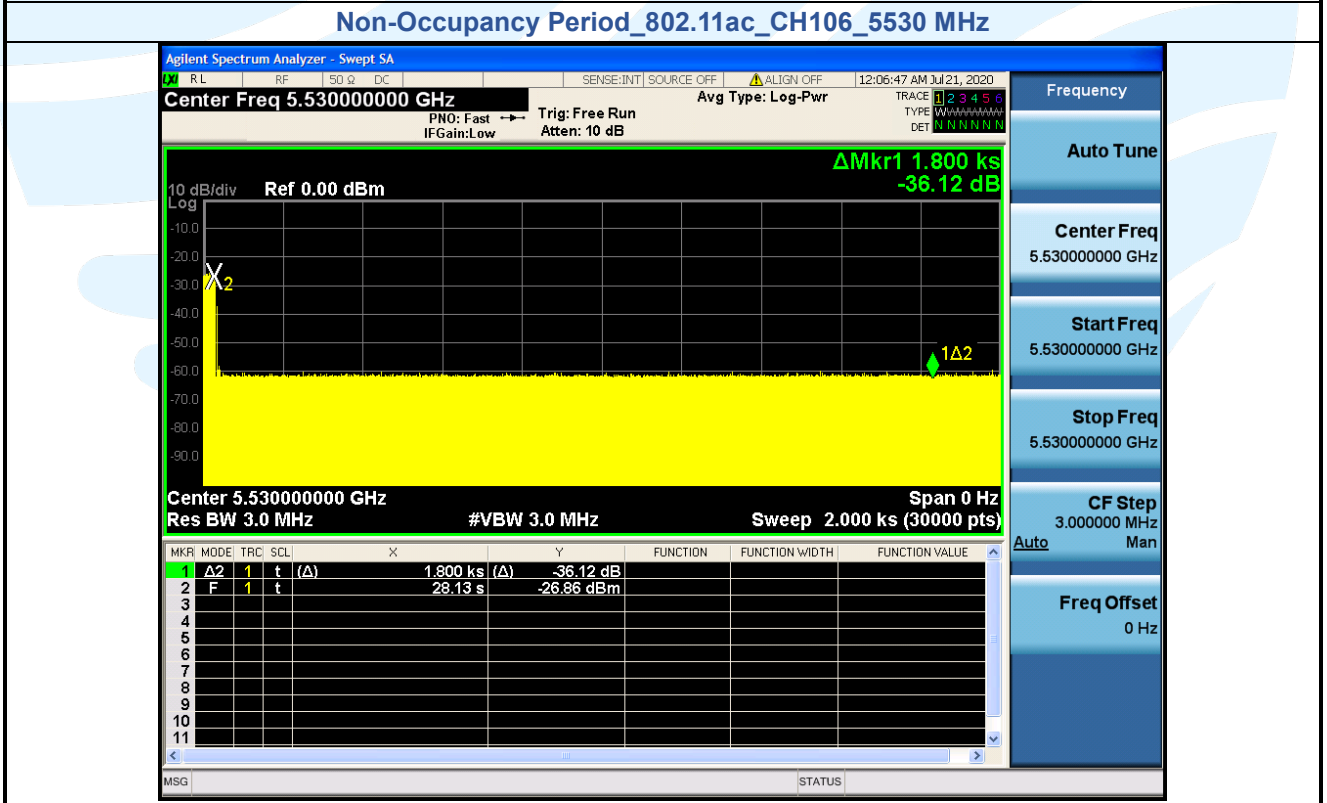 Non-Occupancy Period_802.11ac_CH106_5530 MHz
Agilent Spectrum Analyzer - Swept SA
LXI RL RF 50 Ω DC SENSE:INT SOURCE OFF ALIGN OFF 12:06:47 AM Jul 21, 2020
Center Freq 5.530000000 GHz
PNO: Fast
IFGain:Low
Trig: Free Run
Atten: 10 dB
Avg Type: Log-Pwr
TRACE 1 2 3 4 5 6
TYPE WWWWWWW
DET N N N N N N
ΔMkr1 1.800 ks
-36.12 dB
10 dB/div Ref 0.00 dBm
Log
-10.0
-20.0
-30.0
-40.0
-50.0
-60.0
-70.0
-80.0
-90.0
X2
1Δ2
Center 5.530000000 GHz Span 0 Hz
Res BW 3.0 MHz #VBW 3.0 MHz Sweep 2.000 ks (30000 pts)
MKR MODE TRC SCL X Y FUNCTION FUNCTION WIDTH FUNCTION VALUE
1 Δ2 1 t (Δ) 1.800 ks (Δ) -36.12 dB
2 F 1 t 28.13 s -26.86 dBm
3
4
5
6
7
8
9
10
11
MSG STATUS
Frequency
Auto Tune
Center Freq
5.530000000 GHz
Start Freq
5.530000000 GHz
Stop Freq
5.530000000 GHz
CF Step
3.000000 MHz
Auto Man
Freq Offset
0 Hz